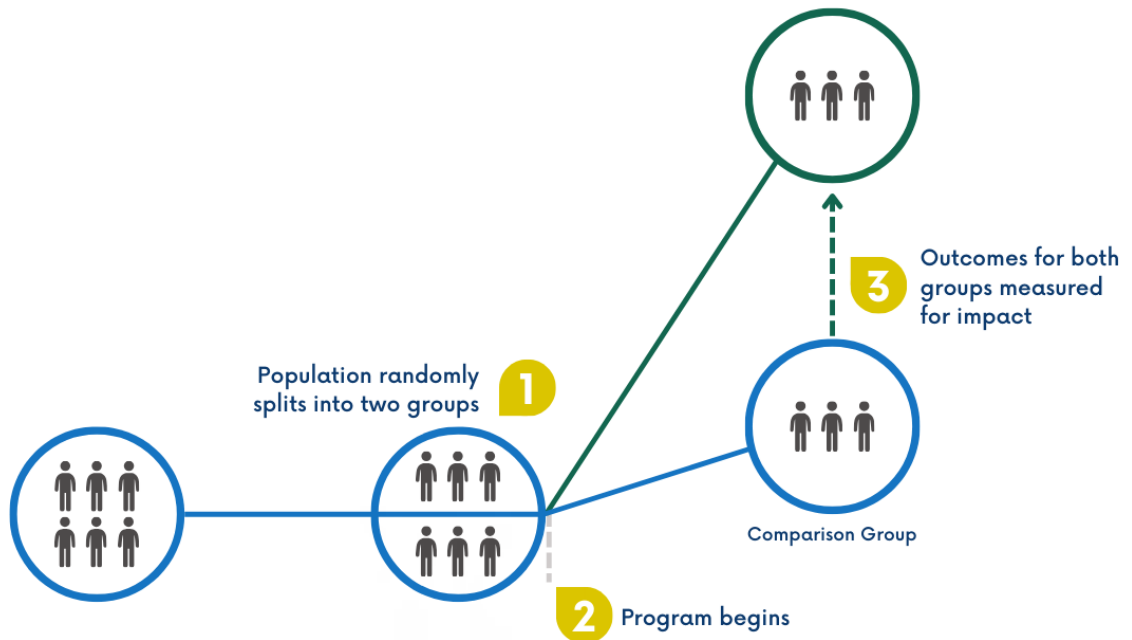 Population randomly
splits into two groups
1
2
Program begins
3
Outcomes for both
groups measured
for impact
Comparison Group